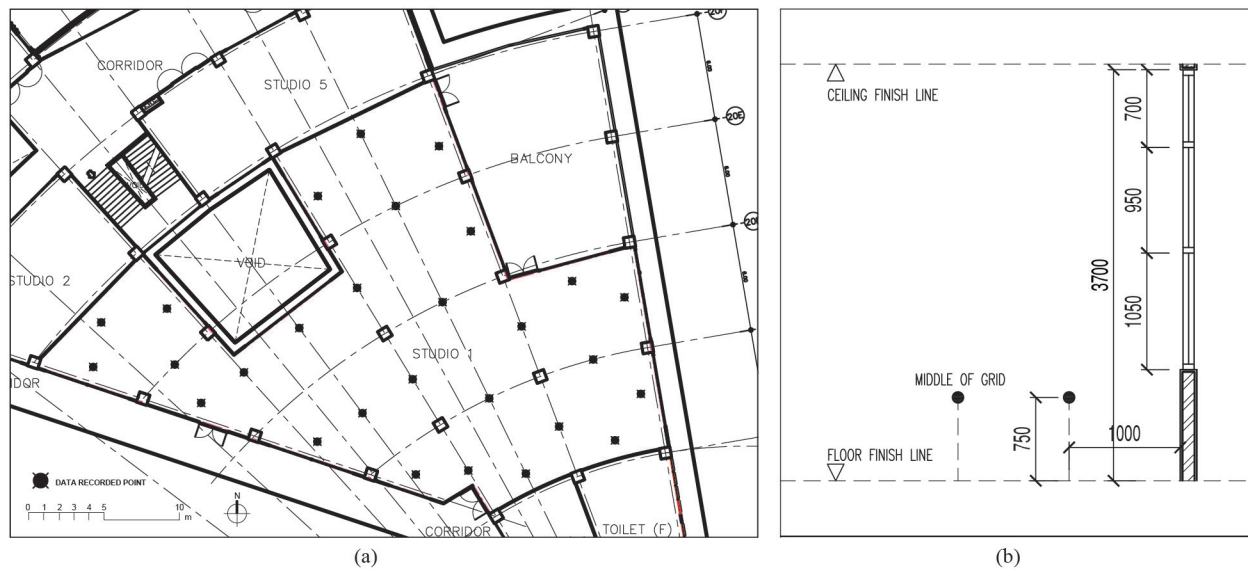 CORRIDOR
STUDIO 5
20E
BALCONY
VOID
STUDIO 2
STUDIO 1
DATA RECORDED POINT
0 1 2 3 4 5 10
m
N
CORRIDOR
TOILET (F)
(a)
CEILING FINISH LINE
700
950
3700
1050
MIDDLE OF GRID
750
1000
FLOOR FINISH LINE
(b)